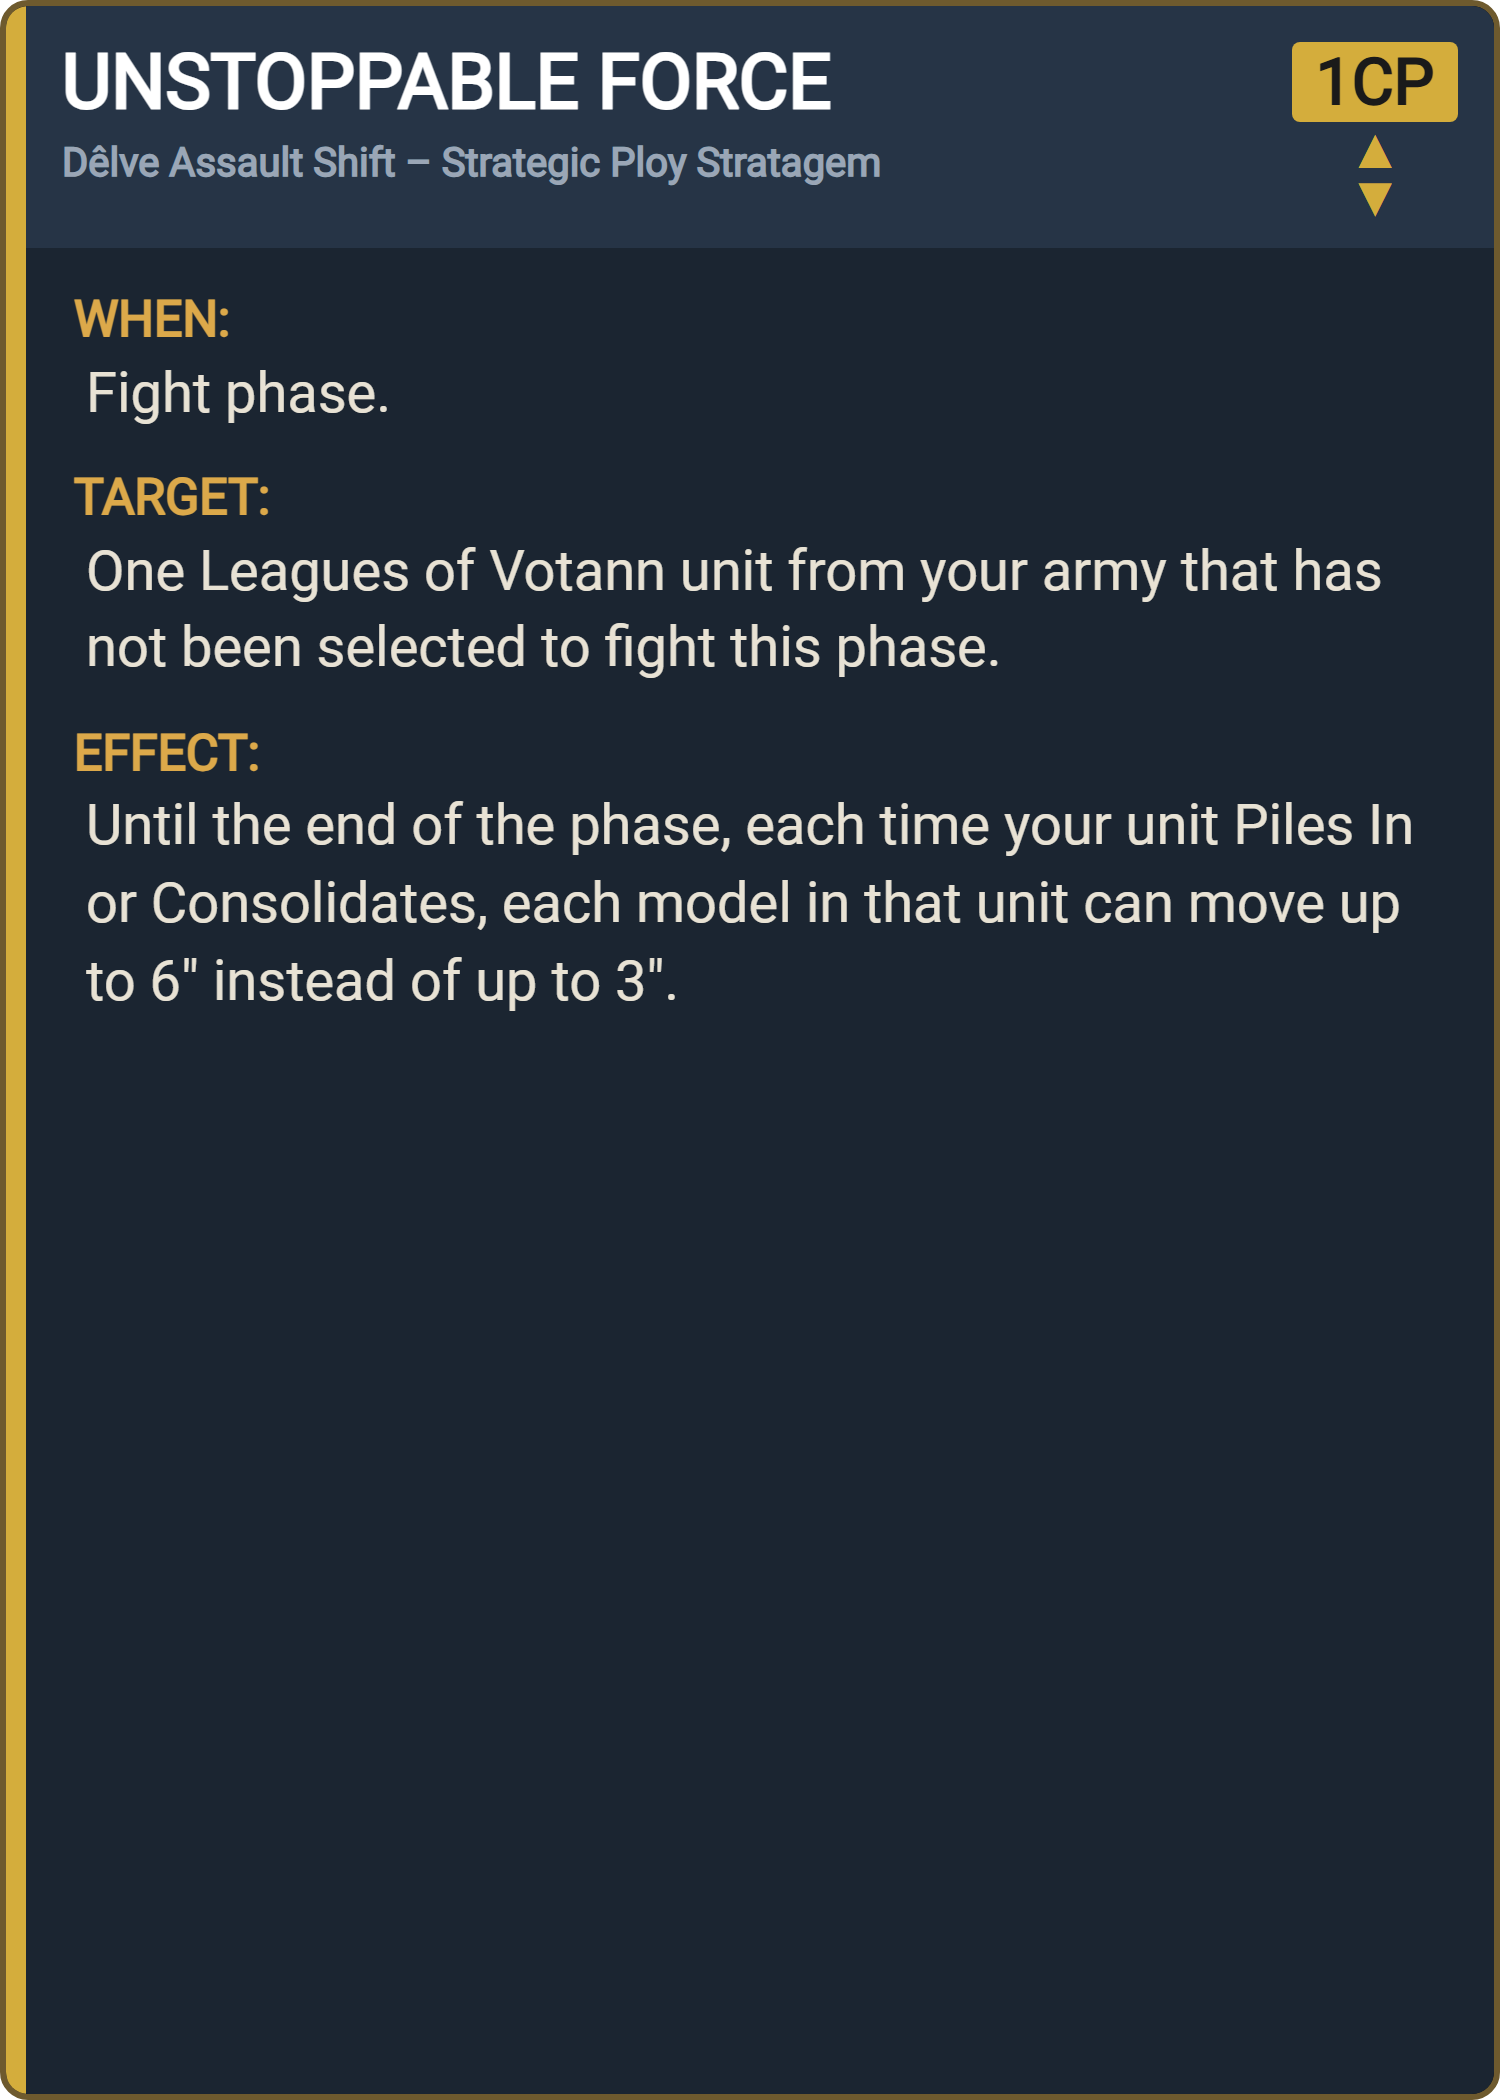 UNSTOPPABLE FORCE
1CP
Dêlve Assault Shift – Strategic Ploy Stratagem
▲
▼
WHEN:
Fight phase.
TARGET:
One Leagues of Votann unit from your army that has
not been selected to fight this phase.
EFFECT:
Until the end of the phase, each time your unit Piles In
or Consolidates, each model in that unit can move up
to 6" instead of up to 3".